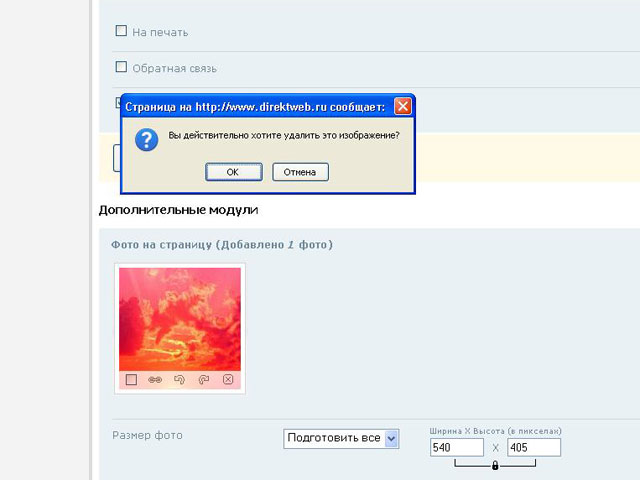 На печать
Обратная связь
Страница на http://www.direktweb.ru сообщает:
Вы действительно хотите удалить это изображение?
OK
Отмена
Дополнительные модули
Фото на страницу (Добавлено 1 фото)
Размер фото
Подготовить все
Ширина X Высота (в пикселах)
540 X 405